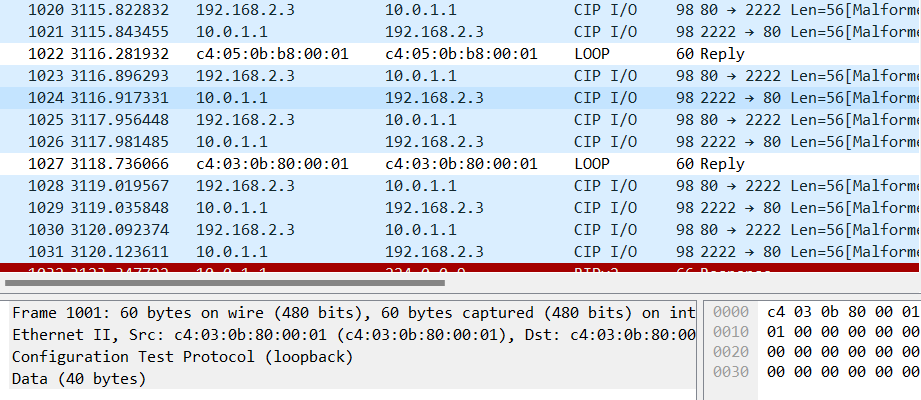 1020 3115.822832 192.168.2.3 10.0.1.1 CIP I/O 98 80 → 2222 Len=56[Malforme
1021 3115.843455 10.0.1.1 192.168.2.3 CIP I/O 98 2222 → 80 Len=56[Malforme
1022 3116.281932 c4:05:0b:b8:00:01 c4:05:0b:b8:00:01 LOOP 60 Reply
1023 3116.896293 192.168.2.3 10.0.1.1 CIP I/O 98 80 → 2222 Len=56[Malforme
1024 3116.917331 10.0.1.1 192.168.2.3 CIP I/O 98 2222 → 80 Len=56[Malforme
1025 3117.956448 192.168.2.3 10.0.1.1 CIP I/O 98 80 → 2222 Len=56[Malforme
1026 3117.981485 10.0.1.1 192.168.2.3 CIP I/O 98 2222 → 80 Len=56[Malforme
1027 3118.736066 c4:03:0b:80:00:01 c4:03:0b:80:00:01 LOOP 60 Reply
1028 3119.019567 192.168.2.3 10.0.1.1 CIP I/O 98 80 → 2222 Len=56[Malforme
1029 3119.035848 10.0.1.1 192.168.2.3 CIP I/O 98 2222 → 80 Len=56[Malforme
1030 3120.092374 192.168.2.3 10.0.1.1 CIP I/O 98 80 → 2222 Len=56[Malforme
1031 3120.123611 10.0.1.1 192.168.2.3 CIP I/O 98 2222 → 80 Len=56[Malforme
Frame 1001: 60 bytes on wire (480 bits), 60 bytes captured (480 bits) on int
Ethernet II, Src: c4:03:0b:80:00:01 (c4:03:0b:80:00:01), Dst: c4:03:0b:80:00
Configuration Test Protocol (loopback)
Data (40 bytes)
0000 c4 03 0b 80 00 01
0010 01 00 00 00 00 00
0020 00 00 00 00 00 00
0030 00 00 00 00 00 00